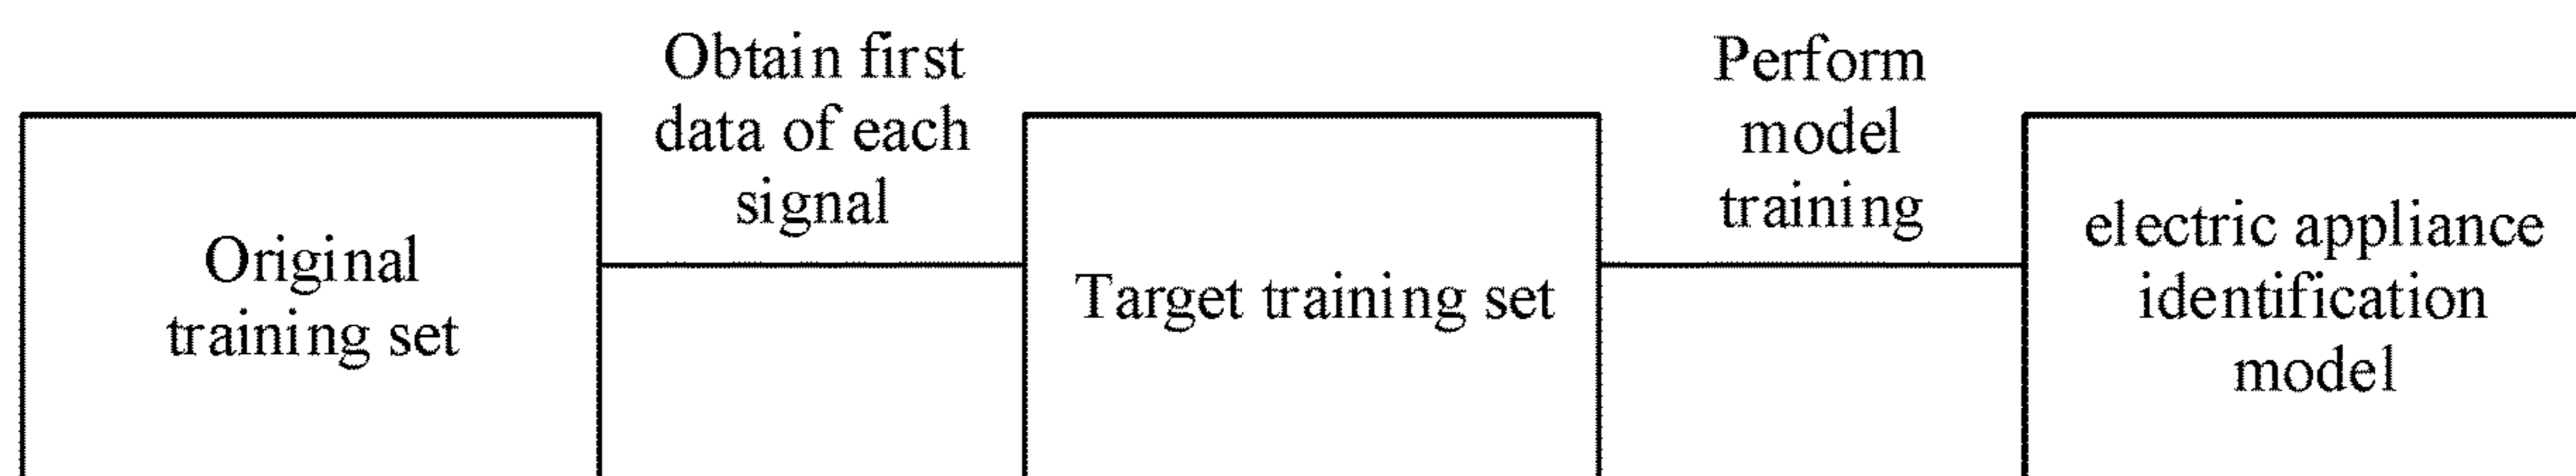 Original
training set
Obtain first
data of each
signal
Target training set
Perform
model
training
electric appliance
identification
model